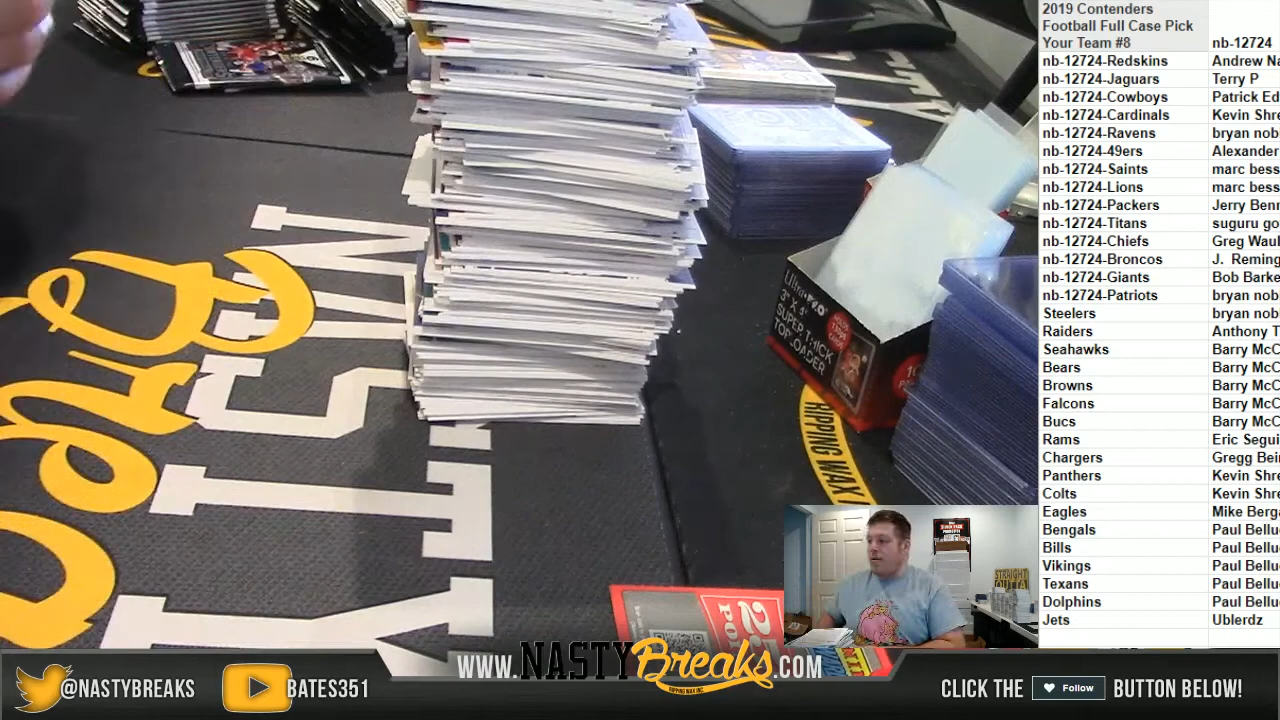 2019 Contenders
Football Full Case Pick
Your Team #8 nb-12724
nb-12724-Redskins Andrew Na
nb-12724-Jaguars Terry P
nb-12724-Cowboys Patrick Ed
nb-12724-Cardinals Kevin Shre
nb-12724-Ravens bryan nob
nb-12724-49ers Alexander
nb-12724-Saints marc bess
nb-12724-Lions marc bess
nb-12724-Packers Jerry Benn
nb-12724-Titans suguru go
nb-12724-Chiefs Greg Waul
nb-12724-Broncos J. Reming
nb-12724-Giants Bob Barke
nb-12724-Patriots bryan nob
Steelers bryan nob
Raiders Anthony T
Seahawks Barry McC
Bears Barry McC
Browns Barry McC
Falcons Barry McC
Bucs Barry McC
Rams Eric Segui
Chargers Gregg Bei
Panthers Kevin Shre
Colts Kevin Shre
Eagles Mike Berga
Bengals Paul Bellu
Bills Paul Bellu
Vikings Paul Bellu
Texans Paul Bellu
Dolphins Paul Bellu
Jets Ublerdz
Ultra PRO
3" X 4"
SUPER THICK
TOPLOADER
RIPPING WAX
NASTY
STRAIGHT
OUTTA
@NASTYBREAKS
BATES351
WWW.NASTYBreaks.COM
RIPPING WAX INC.
CLICK THE Follow BUTTON BELOW!